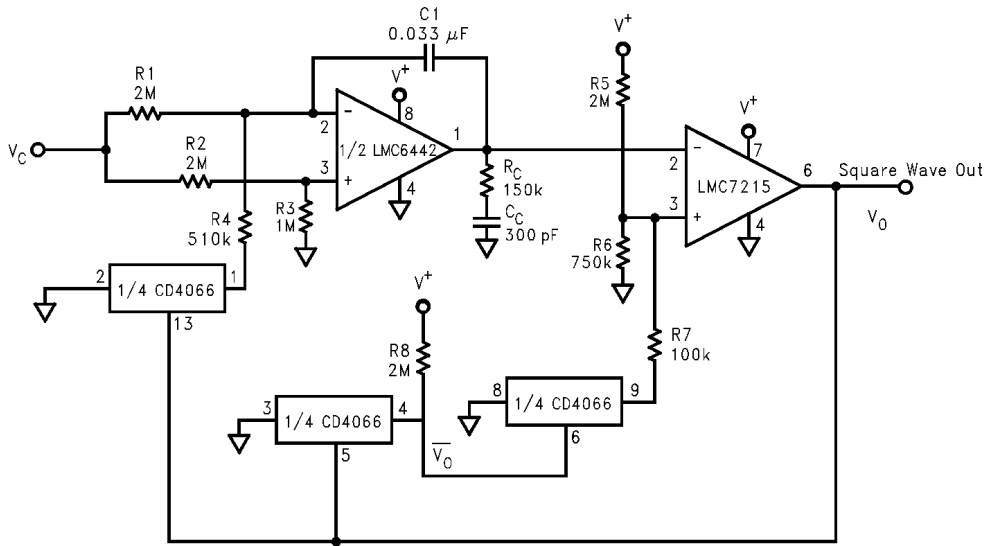 C1
0.033 μF
V+
R5
2M
R1
2M
V+
8
2
-
1/2 LMC6442
1
V+
7
VC
R2
2M
3
+
4
RC
150k
CC
300 pF
2
-
LMC7215
6
Square Wave Out
VO
3
+
4
R3
1M
R4
510k
R6
750k
2
1/4 CD4066
1
13
V+
R8
2M
R7
100k
3
1/4 CD4066
4
5
VO
8
1/4 CD4066
9
6